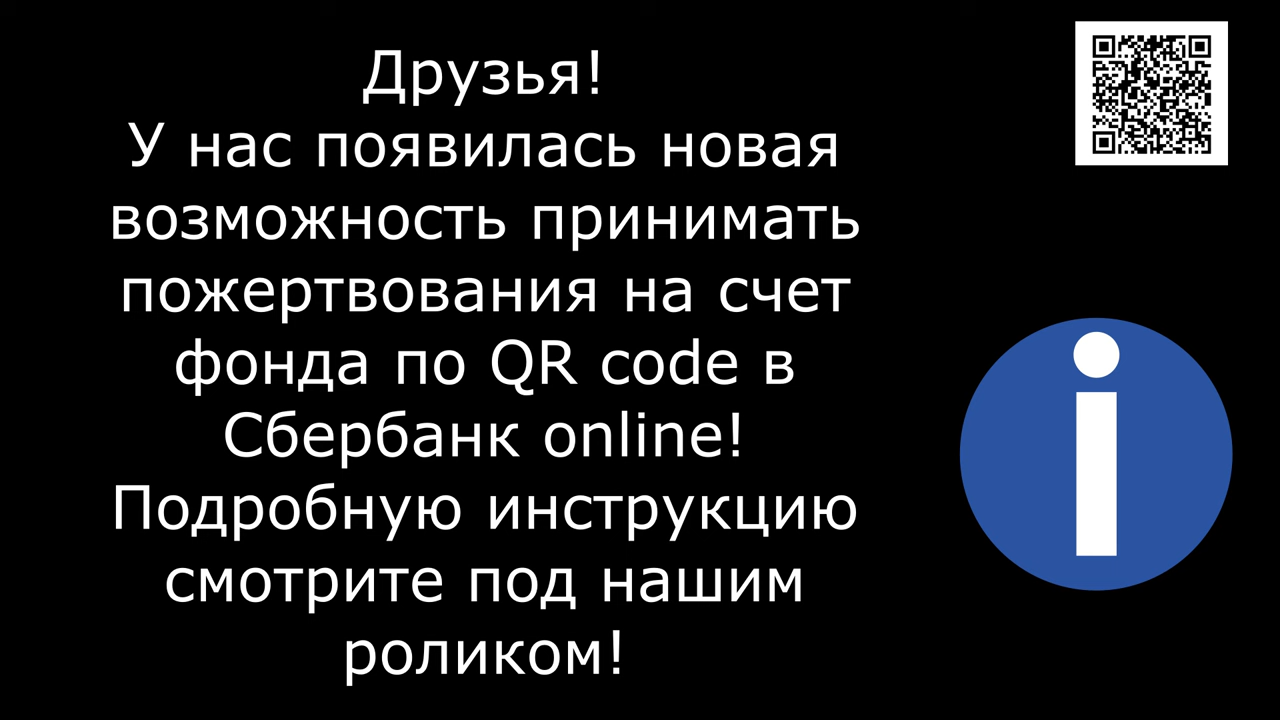 Друзья!
У нас появилась новая
возможность принимать
пожертвования на счет
фонда по QR code в
Сбербанк online!
Подробную инструкцию
смотрите под нашим
роликом!
i